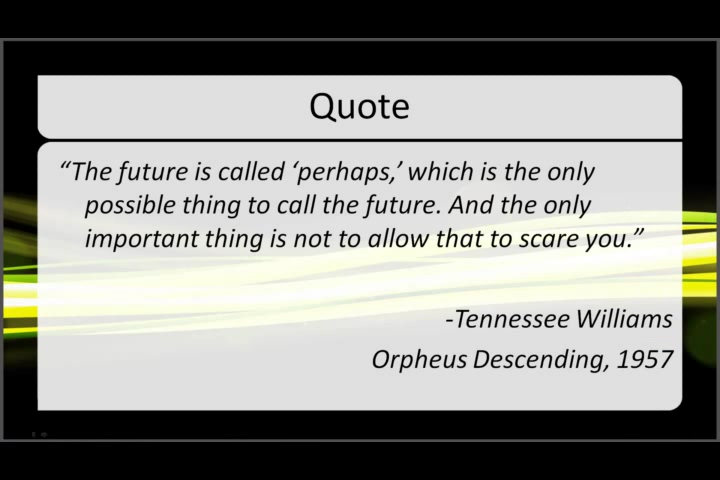 Quote
“The future is called ‘perhaps,’ which is the only
possible thing to call the future. And the only
important thing is not to allow that to scare you.”
-Tennessee Williams
Orpheus Descending, 1957